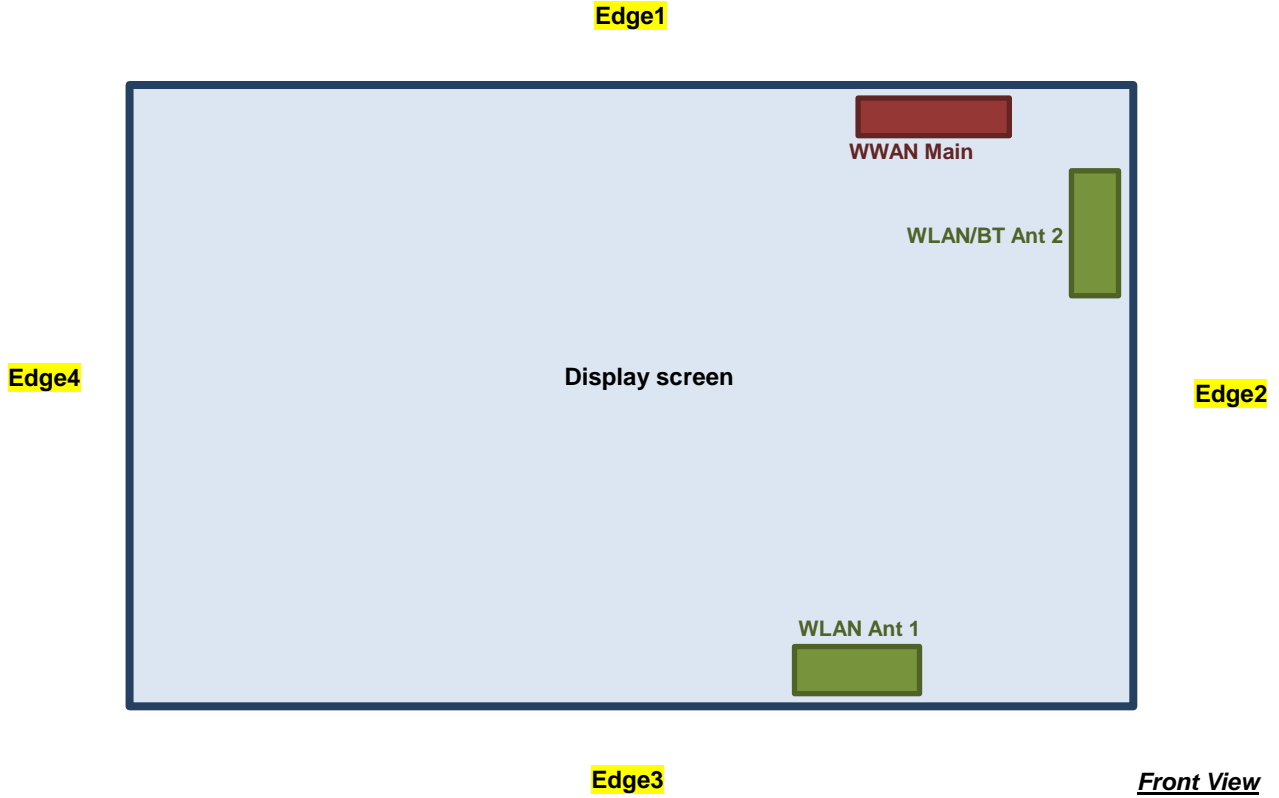 Edge1
WWAN Main
WLAN/BT Ant 2
Edge4
Display screen
Edge2
WLAN Ant 1
Edge3
Front View